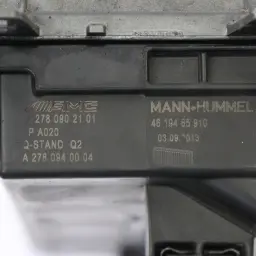 AMG
MANN+HUMMEL
278 090 21 01
46 194 65 910
P A020
03.09.2013
Q-STAND Q2
A 278 094 00 04